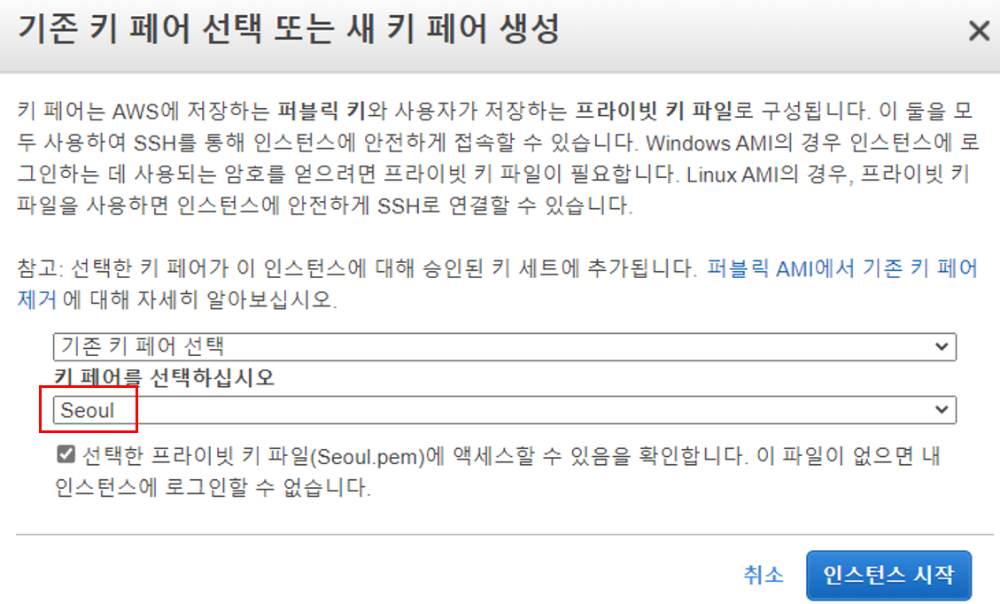 기존 키 페어 선택 또는 새 키 페어 생성
키 페어는 AWS에 저장하는 퍼블릭 키와 사용자가 저장하는 프라이빗 키 파일로 구성됩니다. 이 둘을 모
두 사용하여 SSH를 통해 인스턴스에 안전하게 접속할 수 있습니다. Windows AMI의 경우 인스턴스에 로
그인하는 데 사용되는 암호를 얻으려면 프라이빗 키 파일이 필요합니다. Linux AMI의 경우, 프라이빗 키
파일을 사용하면 인스턴스에 안전하게 SSH로 연결할 수 있습니다.
참고: 선택한 키 페어가 이 인스턴스에 대해 승인된 키 세트에 추가됩니다. 퍼블릭 AMI에서 기존 키 페어
제거 에 대해 자세히 알아보십시오.
기존 키 페어 선택
키 페어를 선택하십시오
Seoul
선택한 프라이빗 키 파일(Seoul.pem)에 액세스할 수 있음을 확인합니다. 이 파일이 없으면 내
인스턴스에 로그인할 수 없습니다.
취소 인스턴스 시작